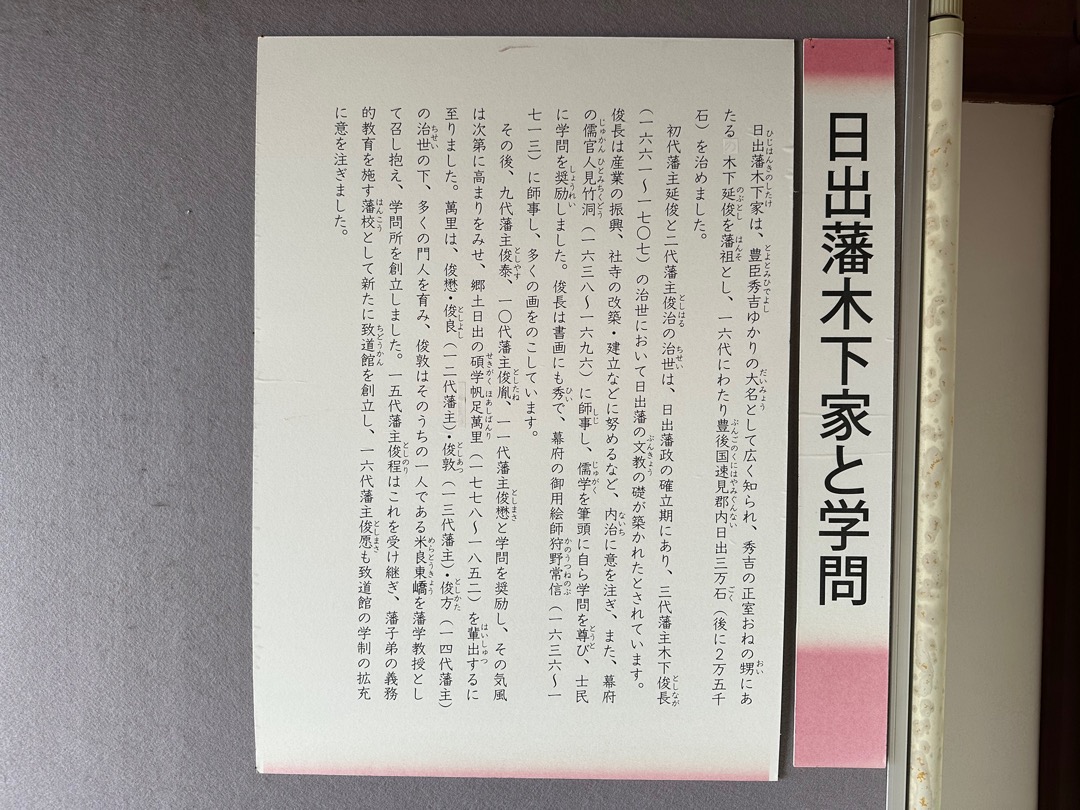 日出藩木下家と学問
日出藩木下家は、豊臣秀吉ゆかりの大名として広く知られ、秀吉の正室おねの甥にあ
たる 木下延俊を藩祖とし、一六代にわたり豊後国速見郡内日出三万石（後に２万五千
石）を治めました。
初代藩主延俊と二代藩主俊治の治世は、日出藩政の確立期にあり、三代藩主木下俊長
（一六六一～一七〇七）の治世において日出藩の文教の礎が築かれたとされています。
俊長は産業の振興、社寺の改築・建立などに努めるなど、内治に意を注ぎ、また、幕府
の儒官人見竹洞（一六三八～一六九六）に師事し、儒学を筆頭に自ら学問を尊び、士民
に学問を奨励しました。俊長は書画にも秀で、幕府の御用絵師狩野常信（一六三六～一
七一三）に師事し、多くの画をのこしています。
その後、九代藩主俊泰、一〇代藩主俊胤、一一代藩主俊懋と学問を奨励し、その気風
は次第に高まりをみせ、郷土日出の碩学帆足萬里（一七七八～一八五二）を輩出するに
至りました。萬里は、俊懋・俊良（一二代藩主）・俊敦（一三代藩主）・俊方（一四代藩主）
の治世の下、多くの門人を育み、俊敦はそのうちの一人である米良東嶠を藩学教授とし
て召し抱え、学問所を創立しました。一五代藩主俊程はこれを受け継ぎ、藩子弟の義務
的教育を施す藩校として新たに致道館を創立し、一六代藩主俊愿も致道館の学制の拡充
に意を注ぎました。